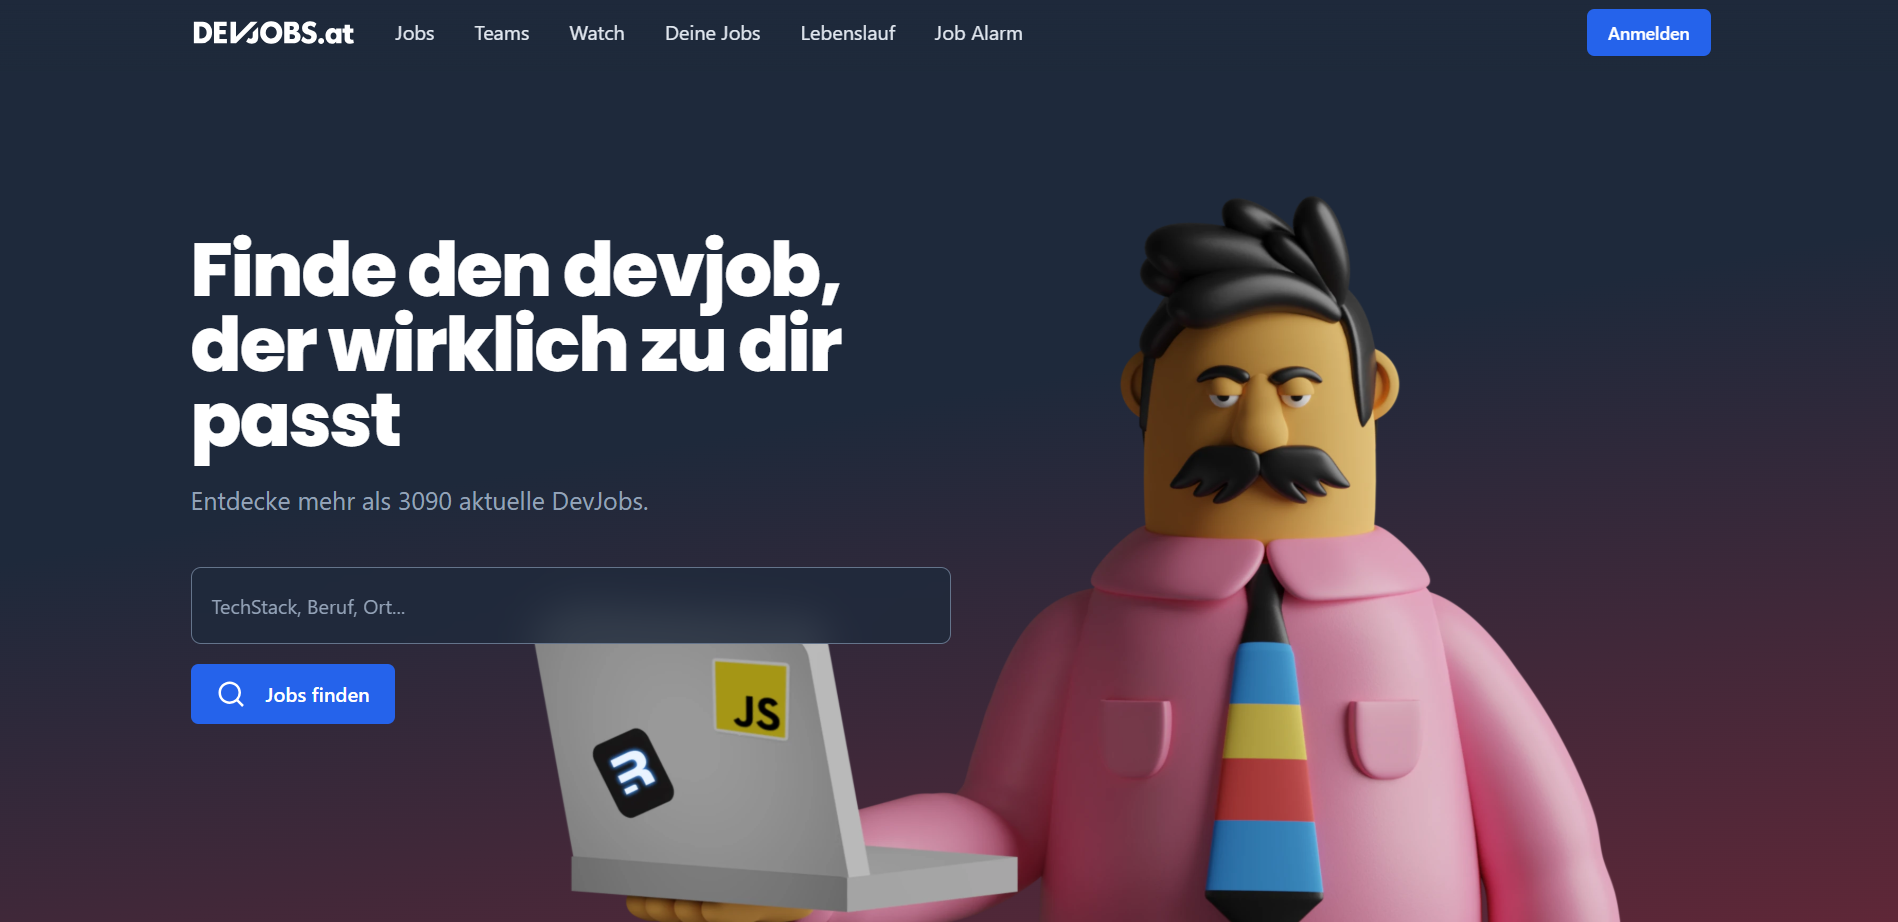 DEVJOBS.at
Jobs
Teams
Watch
Deine Jobs
Lebenslauf
Job Alarm
Anmelden
Finde den devjob,
der wirklich zu dir
passt
Entdecke mehr als 3090 aktuelle DevJobs.
TechStack, Beruf, Ort...
Jobs finden
JS